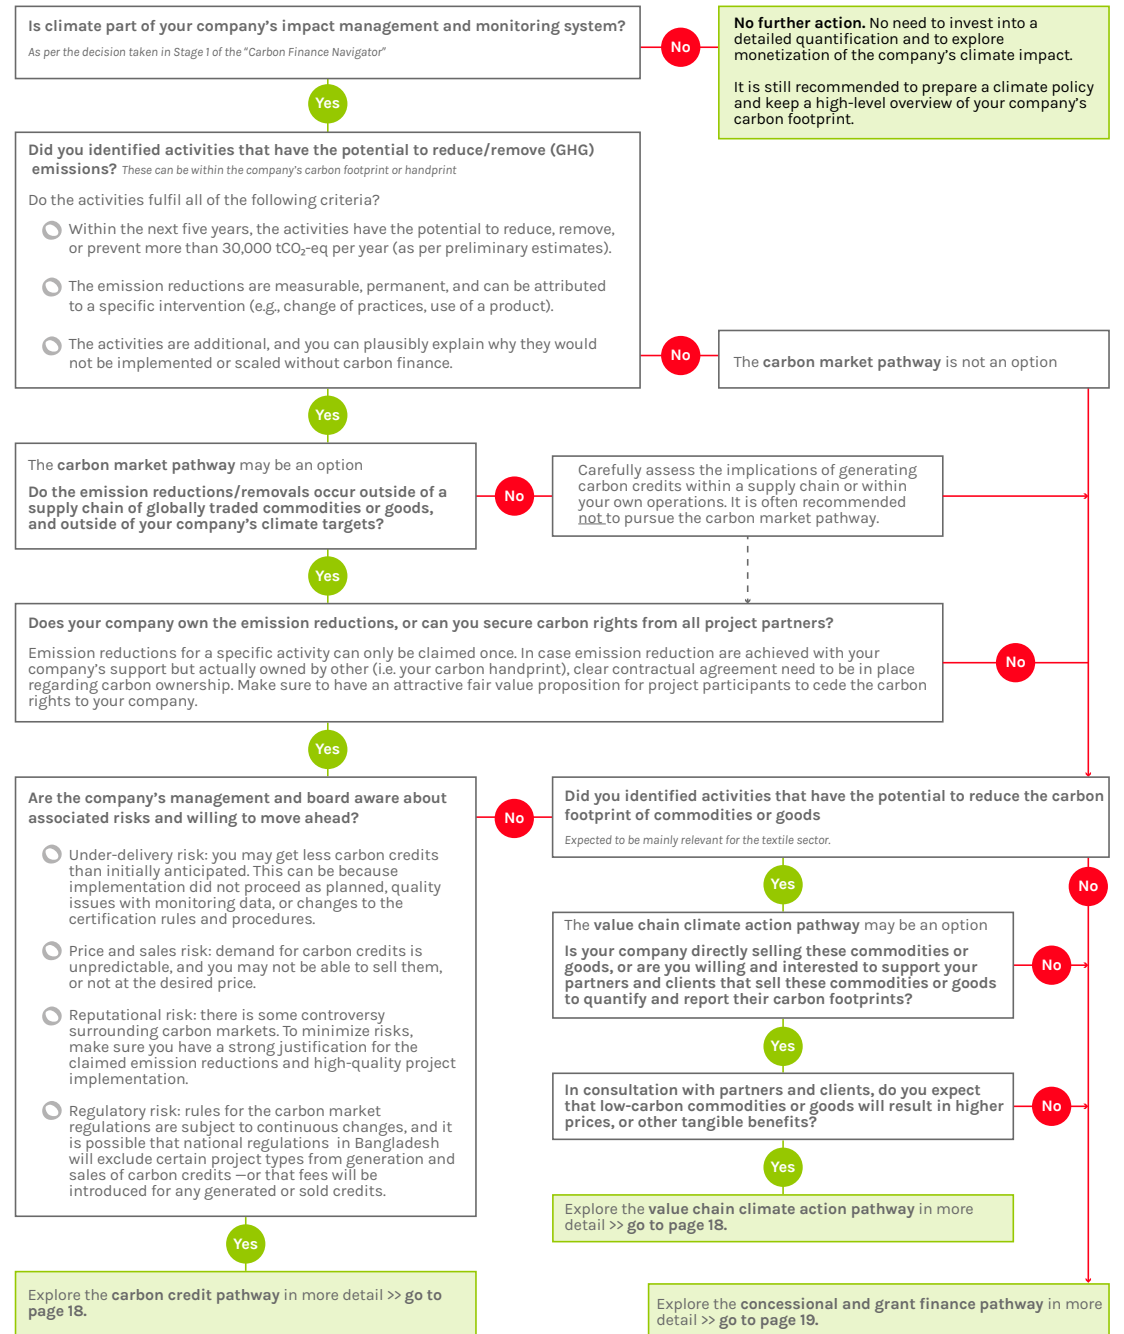 Is climate part of your company's impact management and monitoring system?
As per the decision taken in Stage 1 of the "Carbon Finance Navigator"
No
No further action. No need to invest into a
detailed quantification and to explore
monetization of the company's climate impact.
It is still recommended to prepare a climate policy
and keep a high-level overview of your company's
carbon footprint.
Yes
Did you identified activities that have the potential to reduce/remove (GHG)
emissions? These can be within the company's carbon footprint or handprint
Do the activities fulfil all of the following criteria?
Within the next five years, the activities have the potential to reduce, remove,
or prevent more than 30,000 tCO₂-eq per year (as per preliminary estimates).
The emission reductions are measurable, permanent, and can be attributed
to a specific intervention (e.g., change of practices, use of a product).
The activities are additional, and you can plausibly explain why they would
not be implemented or scaled without carbon finance.
No
The carbon market pathway is not an option
Yes
The carbon market pathway may be an option
Do the emission reductions/removals occur outside of a
supply chain of globally traded commodities or goods,
and outside of your company's climate targets?
No
Carefully assess the implications of generating
carbon credits within a supply chain or within
your own operations. It is often recommended
not to pursue the carbon market pathway.
Yes
Does your company own the emission reductions, or can you secure carbon rights from all project partners?
Emission reductions for a specific activity can only be claimed once. In case emission reduction are achieved with your
company's support but actually owned by other (i.e. your carbon handprint), clear contractual agreement need to be in place
regarding carbon ownership. Make sure to have an attractive fair value proposition for project participants to cede the carbon
rights to your company.
No
Yes
Are the company's management and board aware about
associated risks and willing to move ahead?
Under-delivery risk: you may get less carbon credits
than initially anticipated. This can be because
implementation did not proceed as planned, quality
issues with monitoring data, or changes to the
certification rules and procedures.
Price and sales risk: demand for carbon credits is
unpredictable, and you may not be able to sell them,
or not at the desired price.
Reputational risk: there is some controversy
surrounding carbon markets. To minimize risks,
make sure you have a strong justification for the
claimed emission reductions and high-quality project
implementation.
Regulatory risk: rules for the carbon market
regulations are subject to continuous changes, and it
is possible that national regulations in Bangladesh
will exclude certain project types from generation and
sales of carbon credits —or that fees will be
introduced for any generated or sold credits.
No
Did you identified activities that have the potential to reduce the carbon
footprint of commodities or goods
Expected to be mainly relevant for the textile sector.
Yes
No
The value chain climate action pathway may be an option
Is your company directly selling these commodities or
goods, or are you willing and interested to support your
partners and clients that sell these commodities or goods
to quantify and report their carbon footprints?
No
Yes
In consultation with partners and clients, do you expect
that low-carbon commodities or goods will result in higher
prices, or other tangible benefits?
No
Yes
Explore the value chain climate action pathway in more
detail >> go to page 18.
Yes
Explore the carbon credit pathway in more detail >> go to
page 18.
Explore the concessional and grant finance pathway in more
detail >> go to page 19.